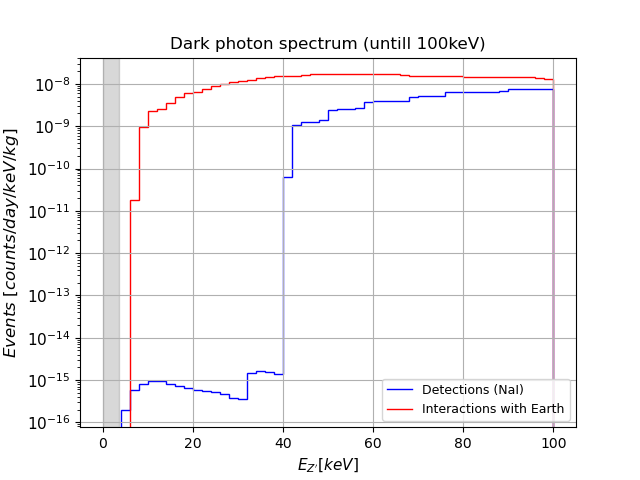 Dark photon spectrum (untill 100keV)
Events [counts/day/keV/kg]
10⁻⁸
10⁻⁹
10⁻¹⁰
10⁻¹¹
10⁻¹²
10⁻¹³
10⁻¹⁴
10⁻¹⁵
10⁻¹⁶
Detections (NaI)
Interactions with Earth
0 20 40 60 80 100
E_Z' [keV]